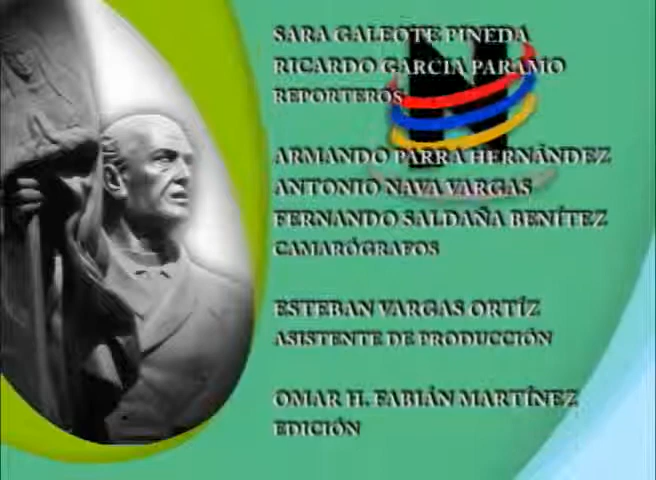 SARA GALEOTE PINEDA
RICARDO GARCIA PARAMO
REPORTEROS
ARMANDO PARRA HERNÁNDEZ
ANTONIO NAVA VARGAS
FERNANDO SALDAÑA BENÍTEZ
CAMARÓGRAFOS
ESTEBAN VARGAS ORTÍZ
ASISTENTE DE PRODUCCIÓN
OMAR H. FABIÁN MARTÍNEZ
EDICIÓN
N